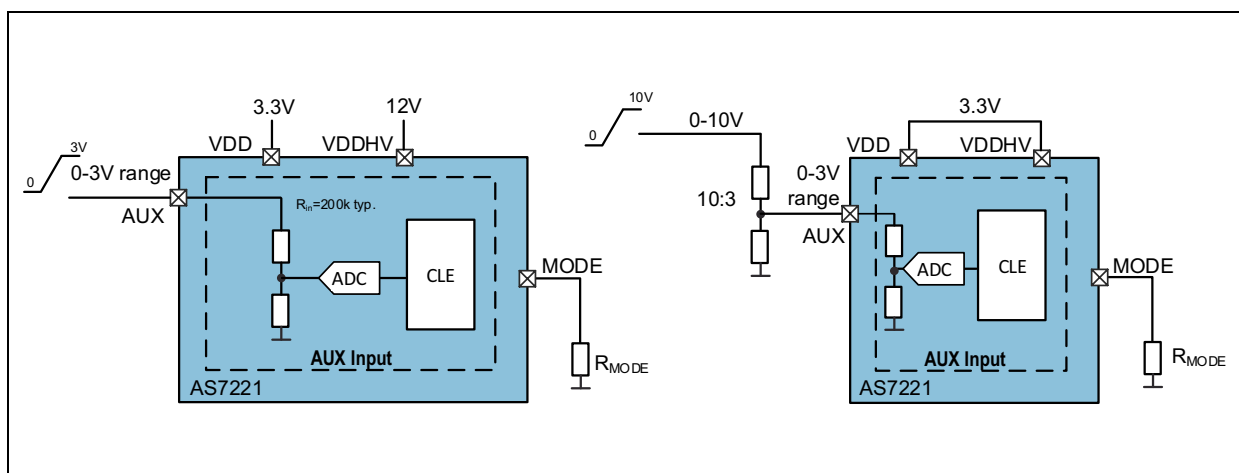 3V
0
0-3V range
AUX
3.3V
VDD
12V
VDDHV
Rin=200k typ.
ADC
CLE
AUX Input
AS7221
MODE
RMODE
10V
0
0-10V
10:3
0-3V
range
AUX
3.3V
VDD
VDDHV
ADC
CLE
AUX Input
AS7221
MODE
RMODE